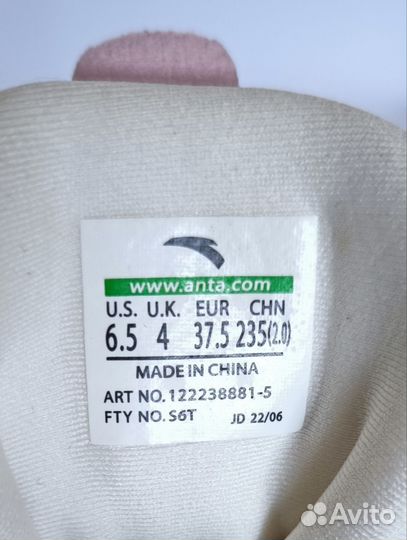 www.anta.com
U.S. U.K. EUR CHN
6.5 4 37.5 235(2.0)
MADE IN CHINA
ART NO. 122238881-5
FTY NO. S6T JD 22/06
Avito